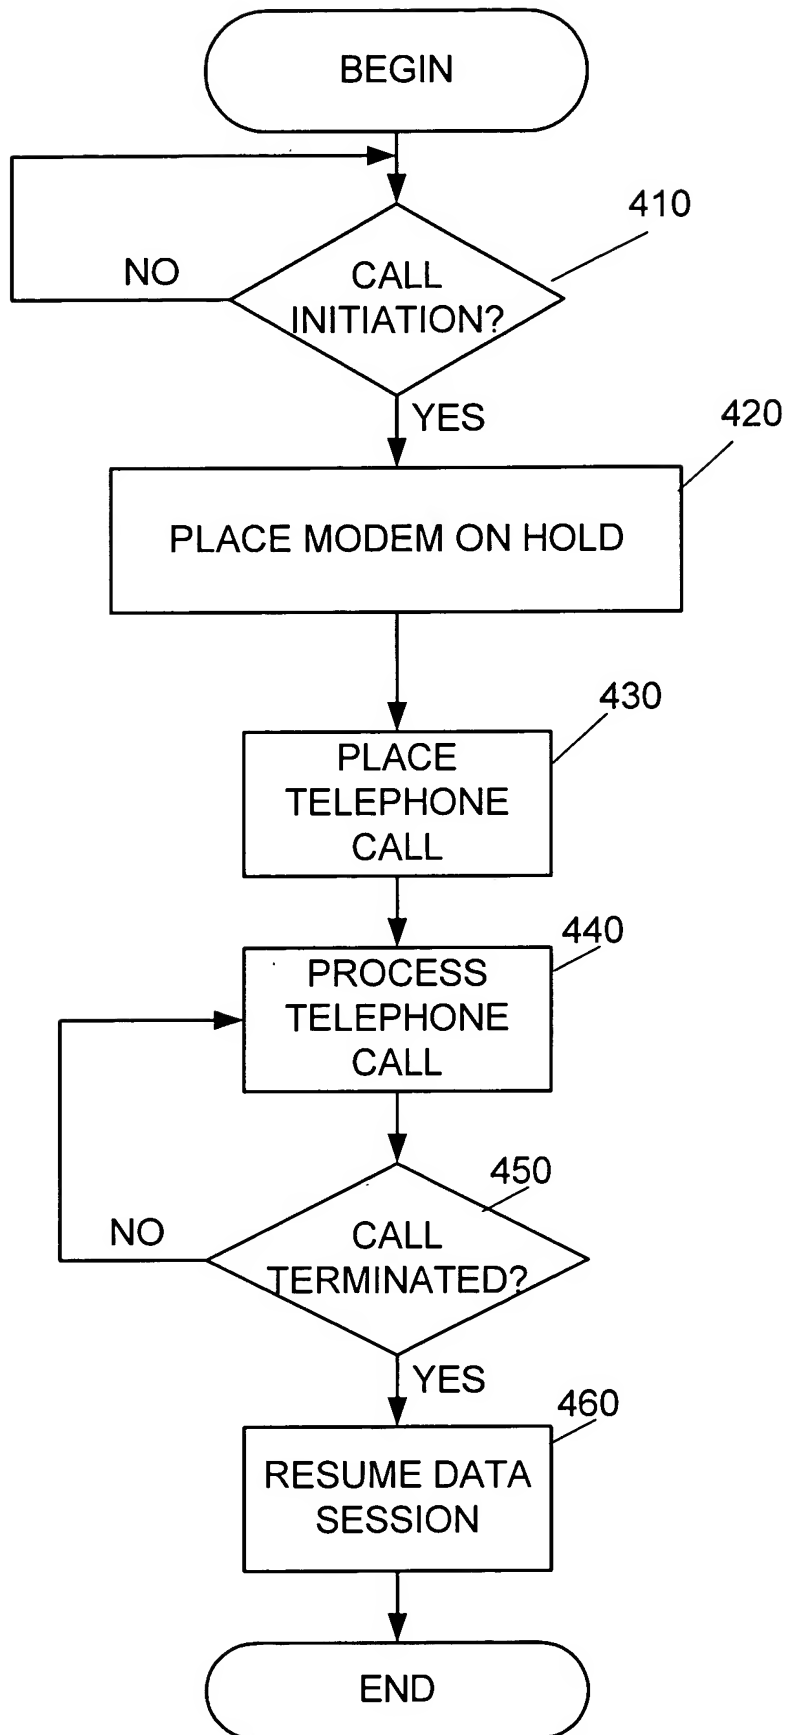 BEGIN
410
NO
CALL
INITIATION?
YES
420
PLACE MODEM ON HOLD
430
PLACE
TELEPHONE
CALL
440
PROCESS
TELEPHONE
CALL
450
NO
CALL
TERMINATED?
YES
460
RESUME DATA
SESSION
END